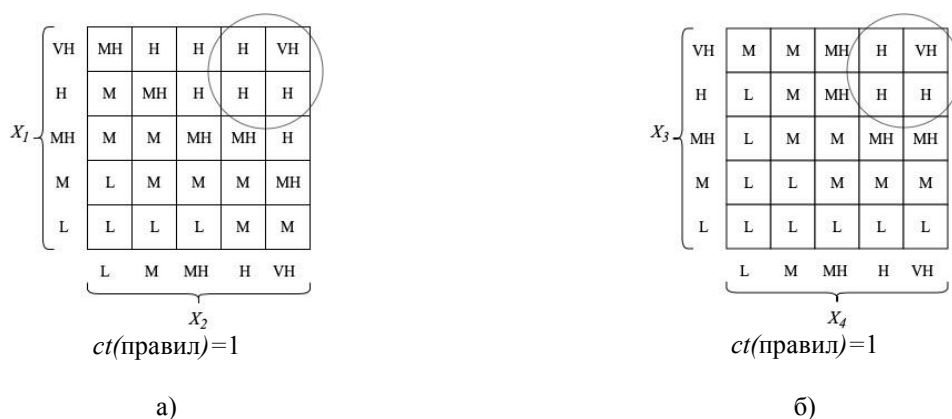 VH MH H H H VH
H M MH H H H
X1 MH M M MH MH H
M L M M M MH
L L L L M M
L M MH H VH
X2
ct(правил)=1
а)
VH M M MH H VH
H L M MH H H
X3 MH L M M MH MH
M L L M M M
L L L L L L
L M MH H VH
X4
ct(правил)=1
б)